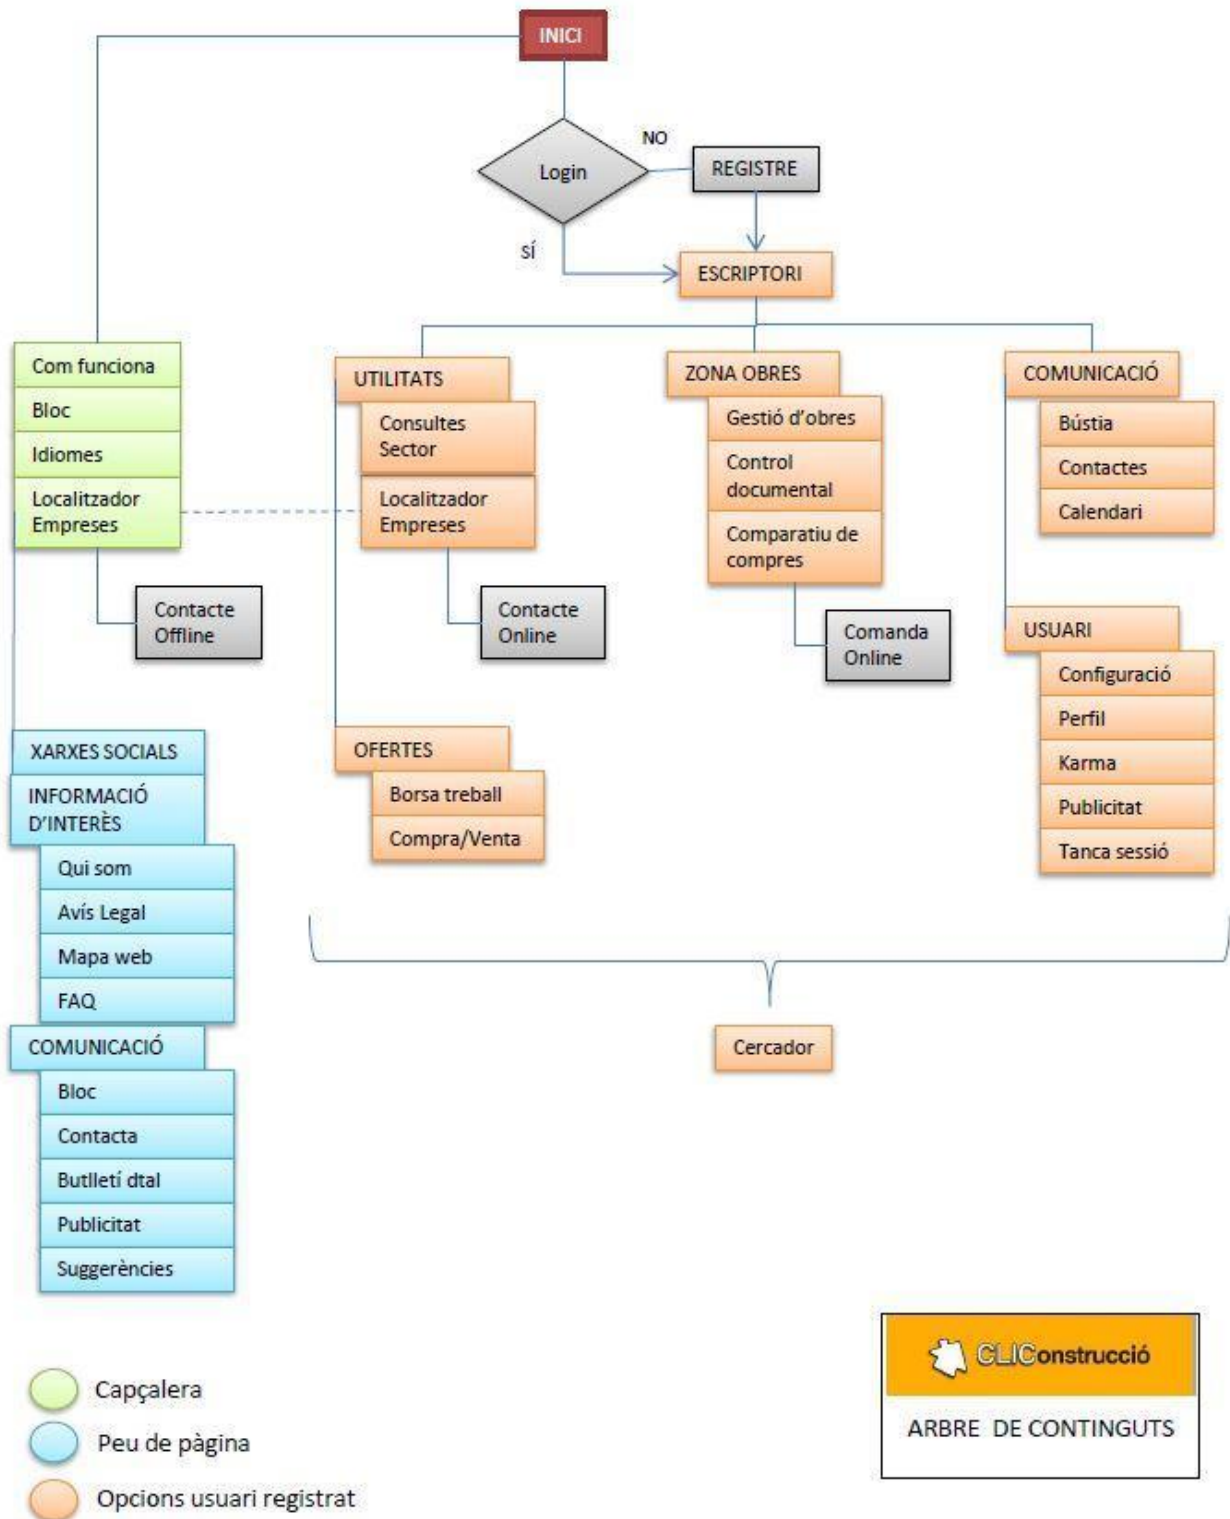 INICI
NO
Login
REGISTRE
SÍ
ESCRIPTORI
Com funciona
Bloc
Idiomes
Localitzador
Empreses
Contacte
Offline
UTILITATS
Consultes
Sector
Localitzador
Empreses
Contacte
Online
OFERTES
Borsa treball
Compra/Venta
ZONA OBRES
Gestió d'obres
Control
documental
Comparatiu de
compres
Comanda
Online
COMUNICACIÓ
Bústia
Contactes
Calendari
USUARI
Configuració
Perfil
Karma
Publicitat
Tanca sessió
XARXES SOCIALS
INFORMACIÓ
D'INTERÈS
Qui som
Avís Legal
Mapa web
FAQ
COMUNICACIÓ
Bloc
Contacta
Butlletí dtal
Publicitat
Suggerències
Cercador
Capçalera
Peu de pàgina
Opcions usuari registrat
CLIConstrucció
ARBRE DE CONTINGUTS